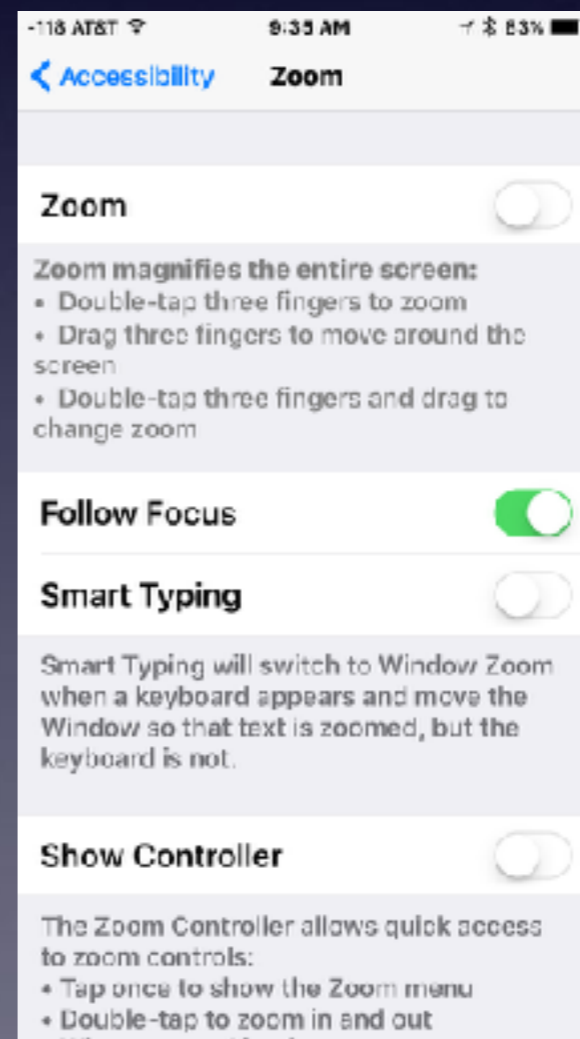 -118 AT&T 9:35 AM 83%
Accessibility Zoom
Zoom
Zoom magnifies the entire screen:
• Double-tap three fingers to zoom
• Drag three fingers to move around the
screen
• Double-tap three fingers and drag to
change zoom
Follow Focus
Smart Typing
Smart Typing will switch to Window Zoom
when a keyboard appears and move the
Window so that text is zoomed, but the
keyboard is not.
Show Controller
The Zoom Controller allows quick access
to zoom controls:
• Tap once to show the Zoom menu
• Double-tap to zoom in and out